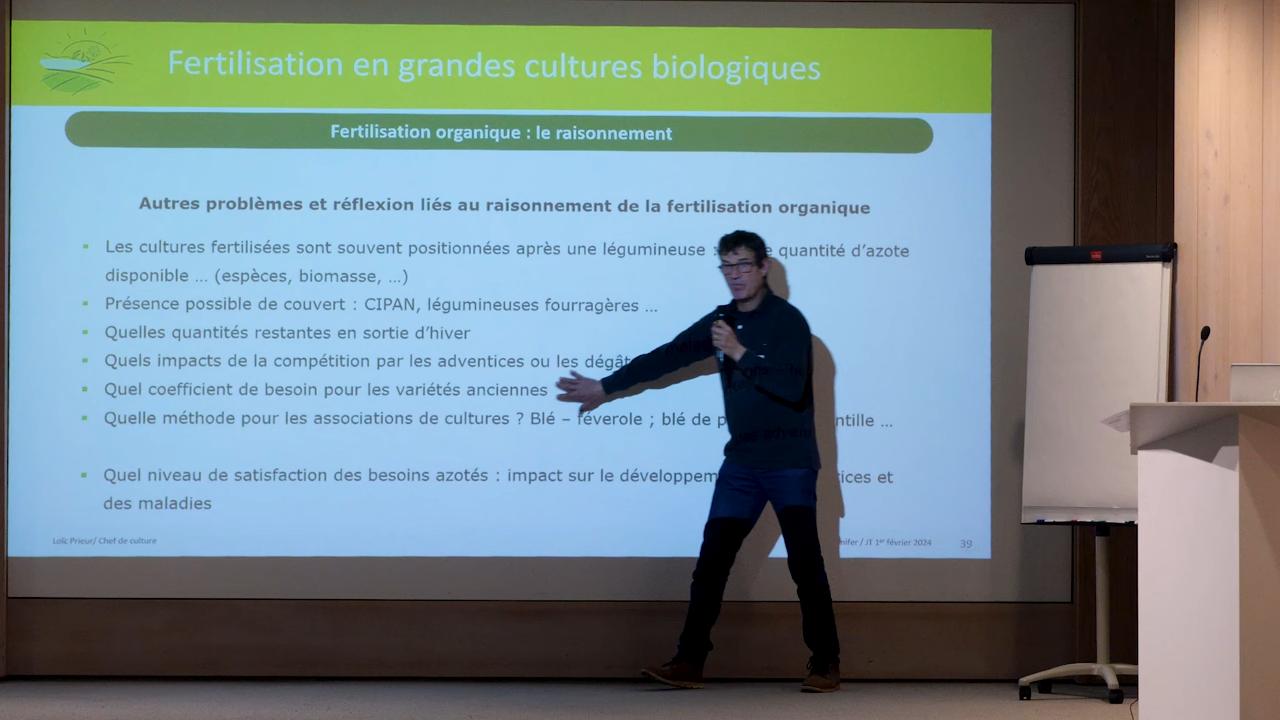 Fertilisation en grandes cultures biologiques
Fertilisation organique : le raisonnement
Autres problèmes et réflexion liés au raisonnement de la fertilisation organique
▪ Les cultures fertilisées sont souvent positionnées après une légumineuse : quantité d’azote
disponible … (espèces, biomasse, …)
▪ Présence possible de couvert : CIPAN, légumineuses fourragères …
▪ Quelles quantités restantes en sortie d’hiver
▪ Quels impacts de la compétition par les adventices ou les
▪ Quel coefficient de besoin pour les variétés anciennes
▪ Quelle méthode pour les associations de cultures ? Blé – féverole ; blé de
▪ Quel niveau de satisfaction des besoins azotés : impact sur le et
des maladies
Loïc Prieur/ Chef de culture
/ JT 1er février 2024
39